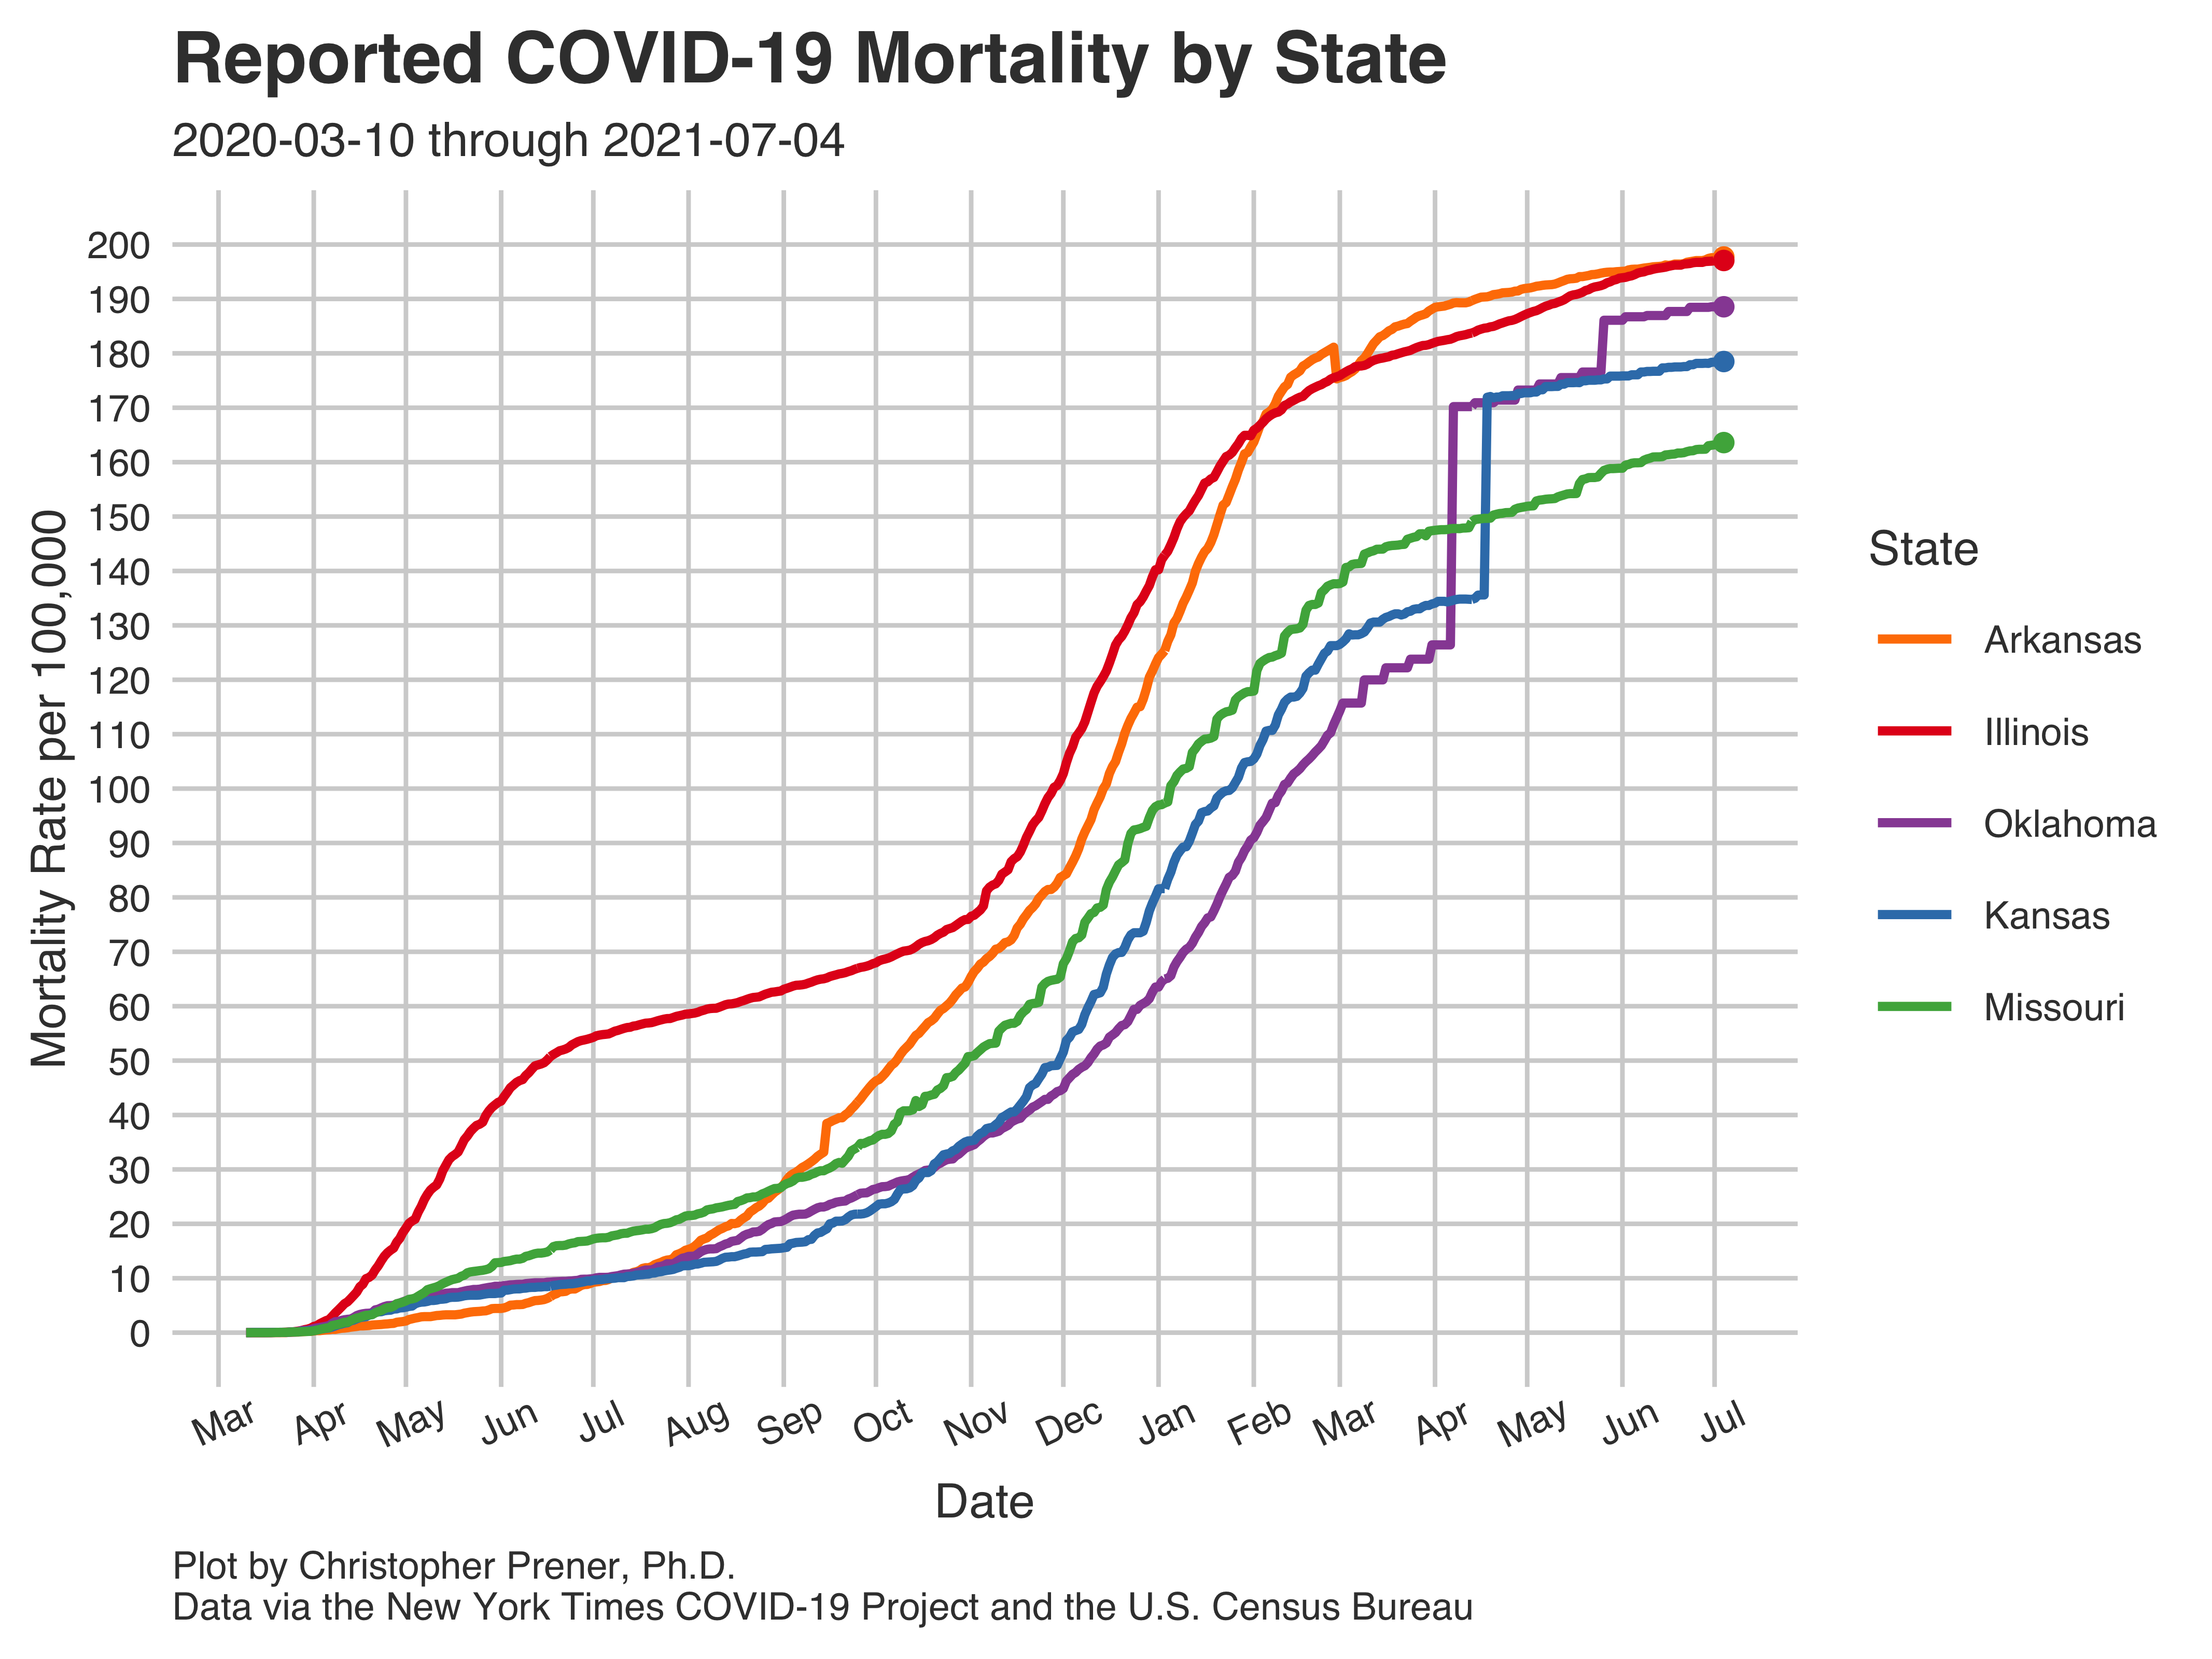 Reported COVID-19 Mortality by State
2020-03-10 through 2021-07-04
200
190
180
170
160
150
140
130
120
110
100
90
80
70
60
50
40
30
20
10
0
Mortality Rate per 100,000
Mar Apr May Jun Jul Aug Sep Oct Nov Dec Jan Feb Mar Apr May Jun Jul
Date
State
Arkansas
Illinois
Oklahoma
Kansas
Missouri
Plot by Christopher Prener, Ph.D.
Data via the New York Times COVID-19 Project and the U.S. Census Bureau